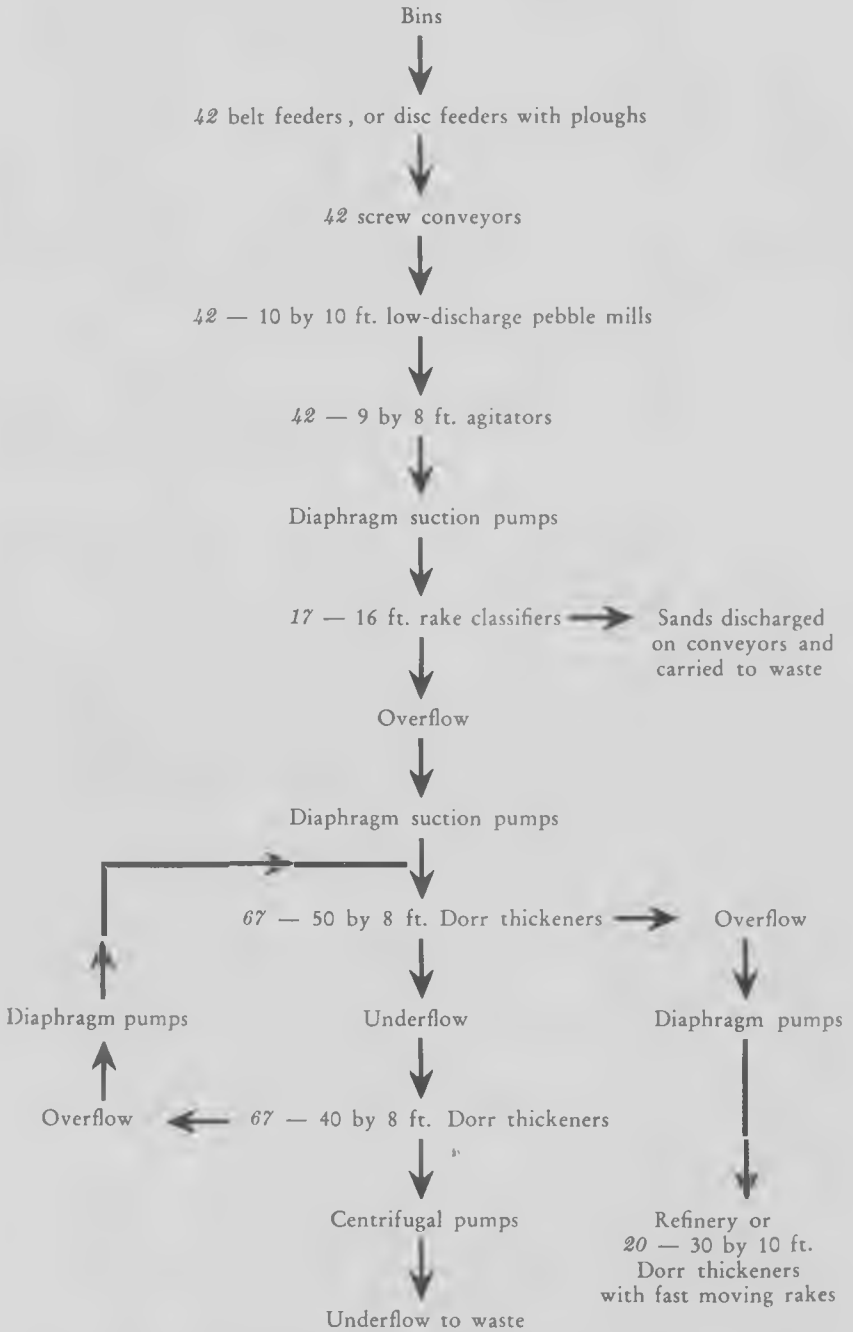 Bins
42 belt feeders, or disc feeders with ploughs
42 screw conveyors
42 — 10 by 10 ft. low-discharge pebble mills
42 — 9 by 8 ft. agitators
Diaphragm suction pumps
17 — 16 ft. rake classifiers
Sands discharged
on conveyors and
carried to waste
Overflow
Diaphragm suction pumps
67 — 50 by 8 ft. Dorr thickeners
Overflow
Diaphragm pumps
Underflow
Diaphragm pumps
Overflow
67 — 40 by 8 ft. Dorr thickeners
Centrifugal pumps
Refinery or
20 — 30 by 10 ft.
Dorr thickeners
with fast moving rakes
Underflow to waste